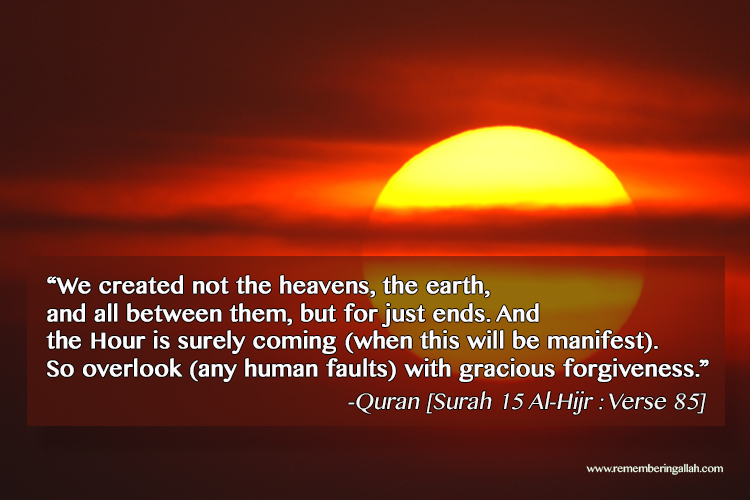 “We created not the heavens, the earth,
and all between them, but for just ends. And
the Hour is surely coming (when this will be manifest).
So overlook (any human faults) with gracious forgiveness.”
-Quran [Surah 15 Al-Hijr : Verse 85]
www.rememberingallah.com